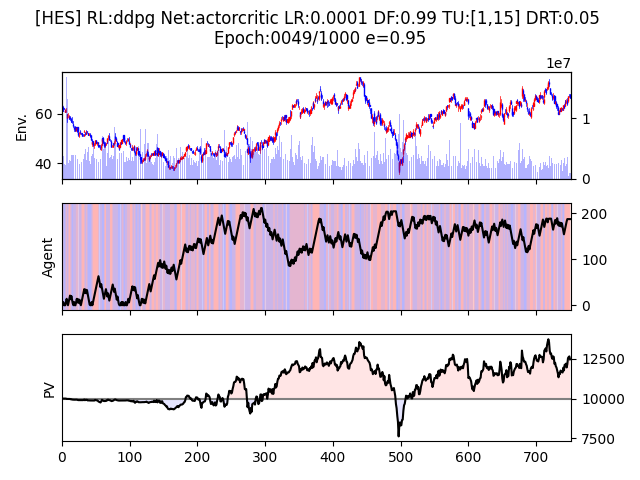 [HES] RL:ddpg Net:actorcritic LR:0.0001 DF:0.99 TU:[1,15] DRT:0.05
Epoch:0049/1000 e=0.95
1e7
Env.
60
40
1
0
Agent
200
100
0
PV
12500
10000
7500
0 100 200 300 400 500 600 700